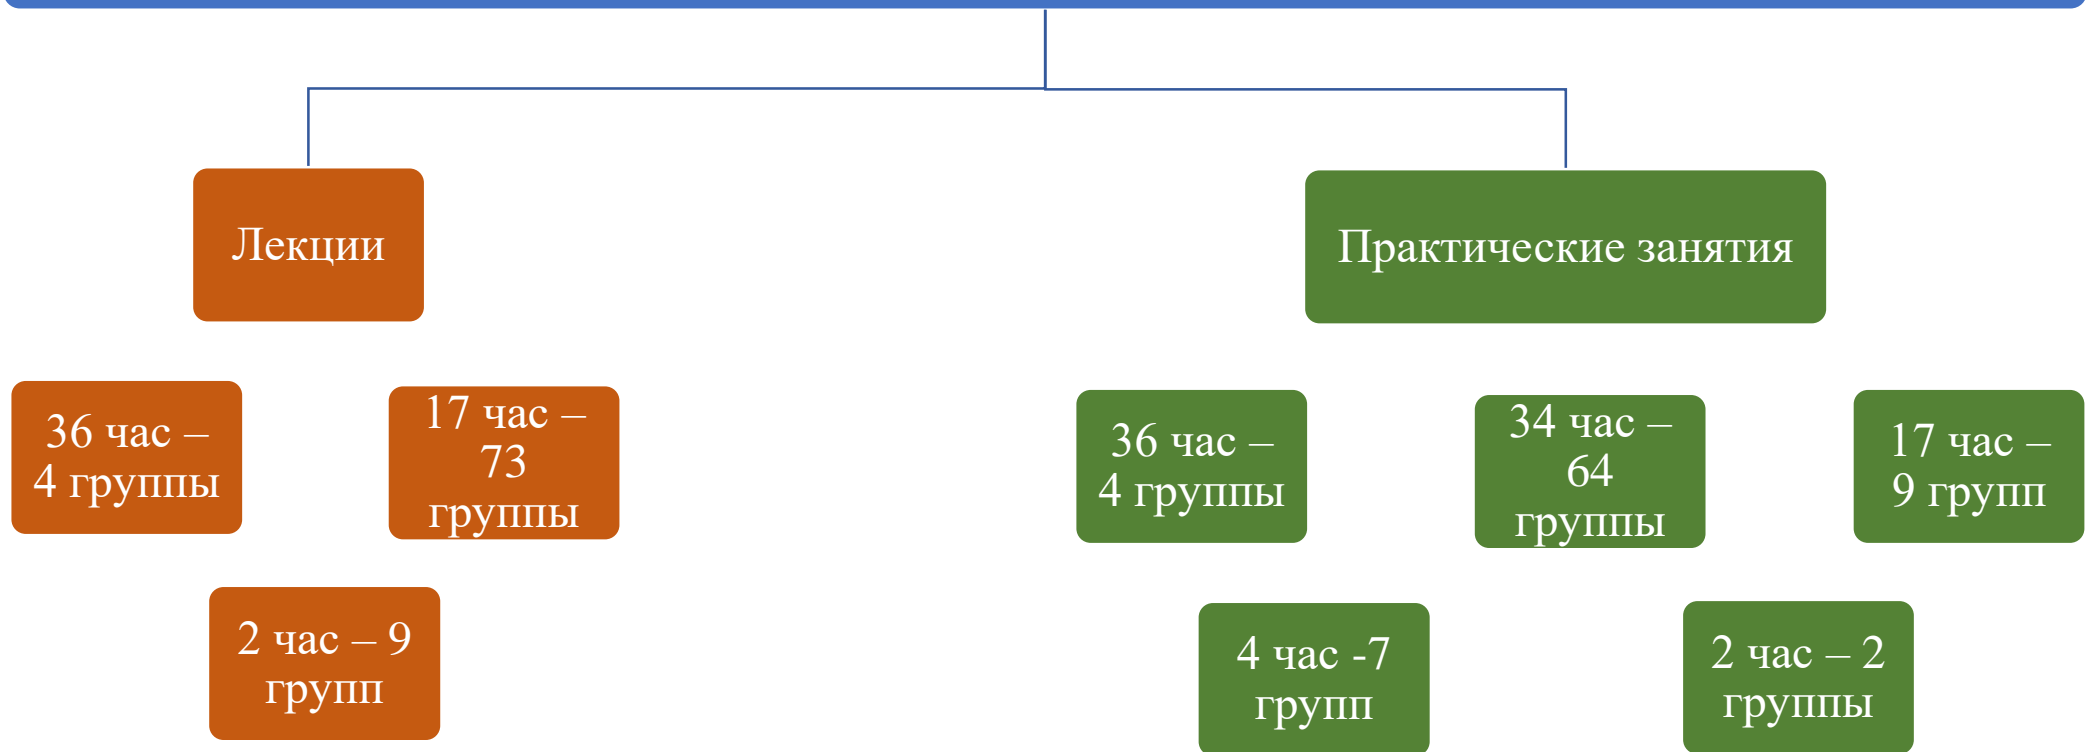 Лекции
Практические занятия
36 час –
4 группы
17 час –
73
группы
36 час –
4 группы
34 час –
64
группы
17 час –
9 групп
2 час – 9
групп
4 час -7
групп
2 час – 2
группы